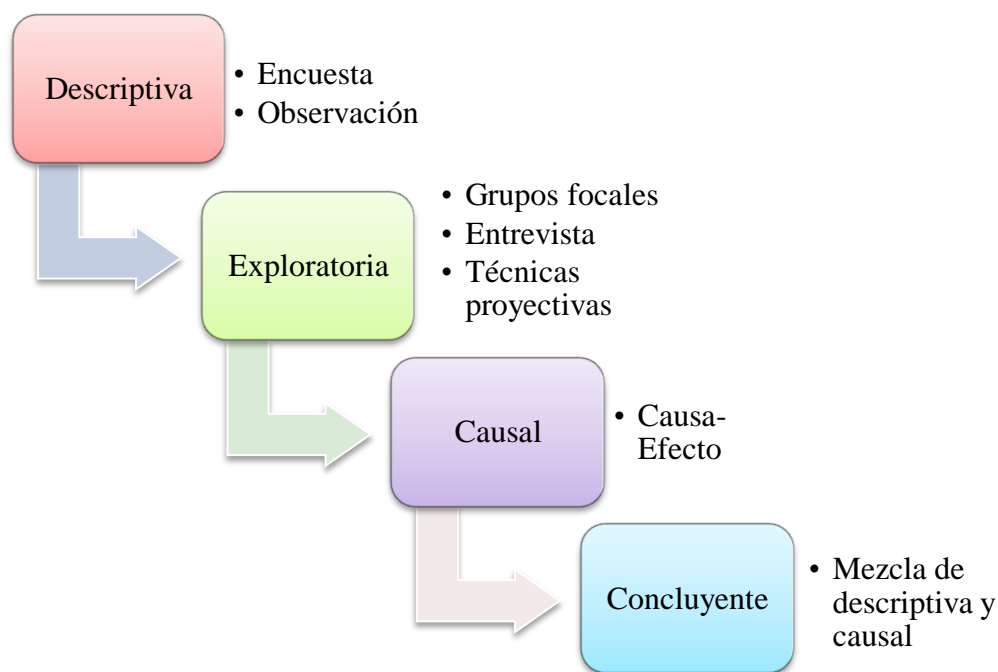 Descriptiva
• Encuesta
• Observación
Exploratoria
• Grupos focales
• Entrevista
• Técnicas
proyectivas
Causal
• Causa-
Efecto
Concluyente
• Mezcla de
descriptiva y
causal